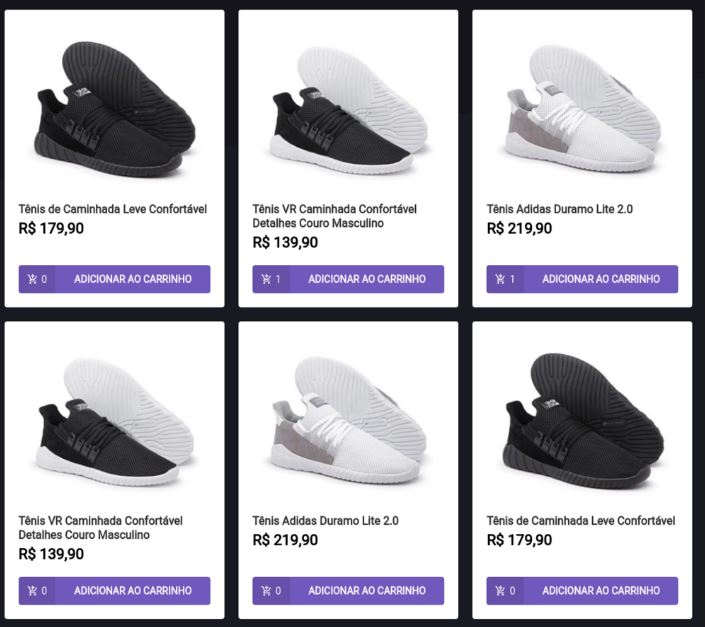 Tênis de Caminhada Leve Confortável
R$ 179,90
0 ADICIONAR AO CARRINHO
Tênis VR Caminhada Confortável
Detalhes Couro Masculino
R$ 139,90
1 ADICIONAR AO CARRINHO
Tênis Adidas Duramo Lite 2.0
R$ 219,90
1 ADICIONAR AO CARRINHO
Tênis VR Caminhada Confortável
Detalhes Couro Masculino
R$ 139,90
0 ADICIONAR AO CARRINHO
Tênis Adidas Duramo Lite 2.0
R$ 219,90
0 ADICIONAR AO CARRINHO
Tênis de Caminhada Leve Confortável
R$ 179,90
0 ADICIONAR AO CARRINHO